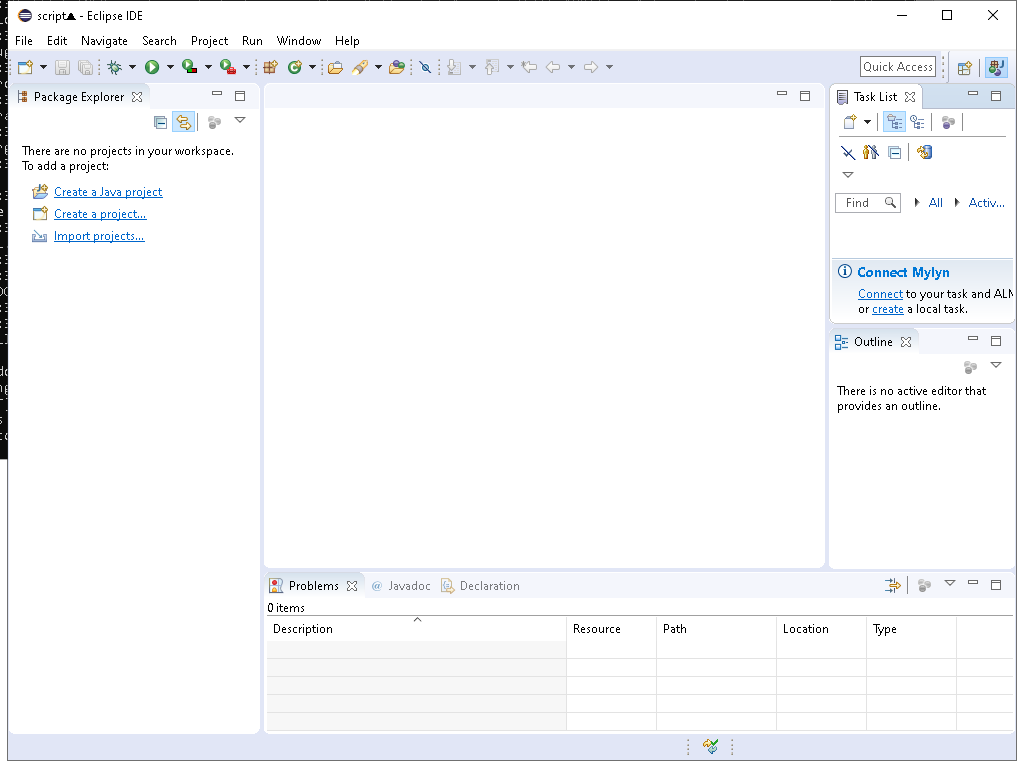 script▲ - Eclipse IDE
File Edit Navigate Search Project Run Window Help
Quick Access
Package Explorer
There are no projects in your workspace.
To add a project:
Create a Java project
Create a project...
Import projects...
Task List
Find All Activ...
Connect Mylyn
Connect to your task and ALM
or create a local task.
Outline
There is no active editor that
provides an outline.
Problems @ Javadoc Declaration
0 items
Description Resource Path Location Type